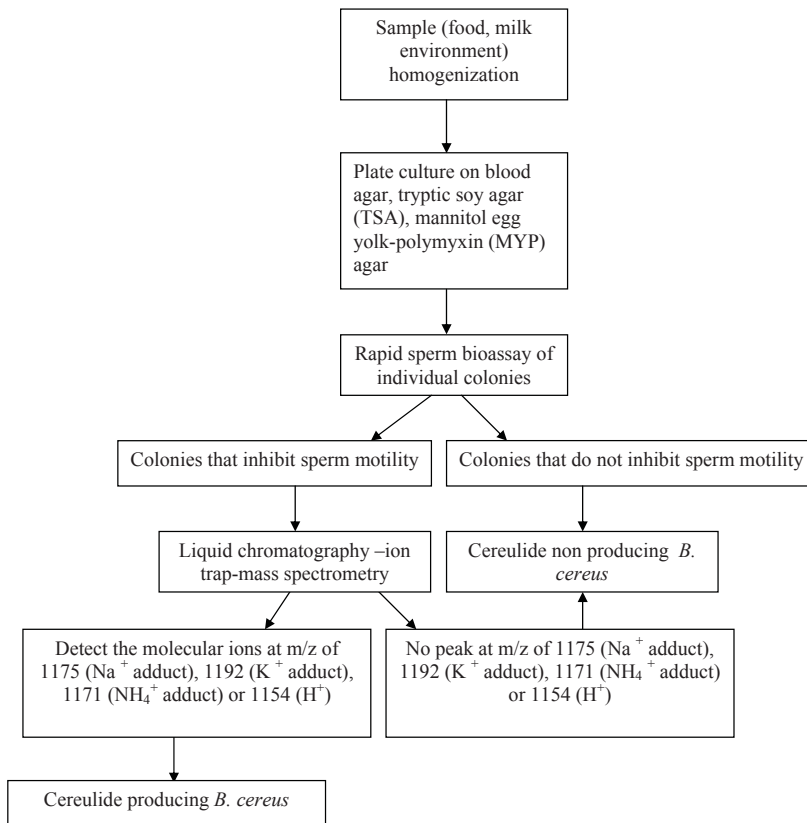 Sample (food, milk
environment)
homogenization
Plate culture on blood
agar, tryptic soy agar
(TSA), mannitol egg
yolk-polymyxin (MYP)
agar
Rapid sperm bioassay of
individual colonies
Colonies that inhibit sperm motility
Colonies that do not inhibit sperm motility
Liquid chromatography –ion
trap-mass spectrometry
Cereulide non producing B.
cereus
Detect the molecular ions at m/z of
1175 (Na⁺ adduct), 1192 (K⁺ adduct),
1171 (NH₄⁺ adduct) or 1154 (H⁺)
No peak at m/z of 1175 (Na⁺ adduct),
1192 (K⁺ adduct), 1171 (NH₄⁺ adduct)
or 1154 (H⁺)
Cereulide producing B. cereus